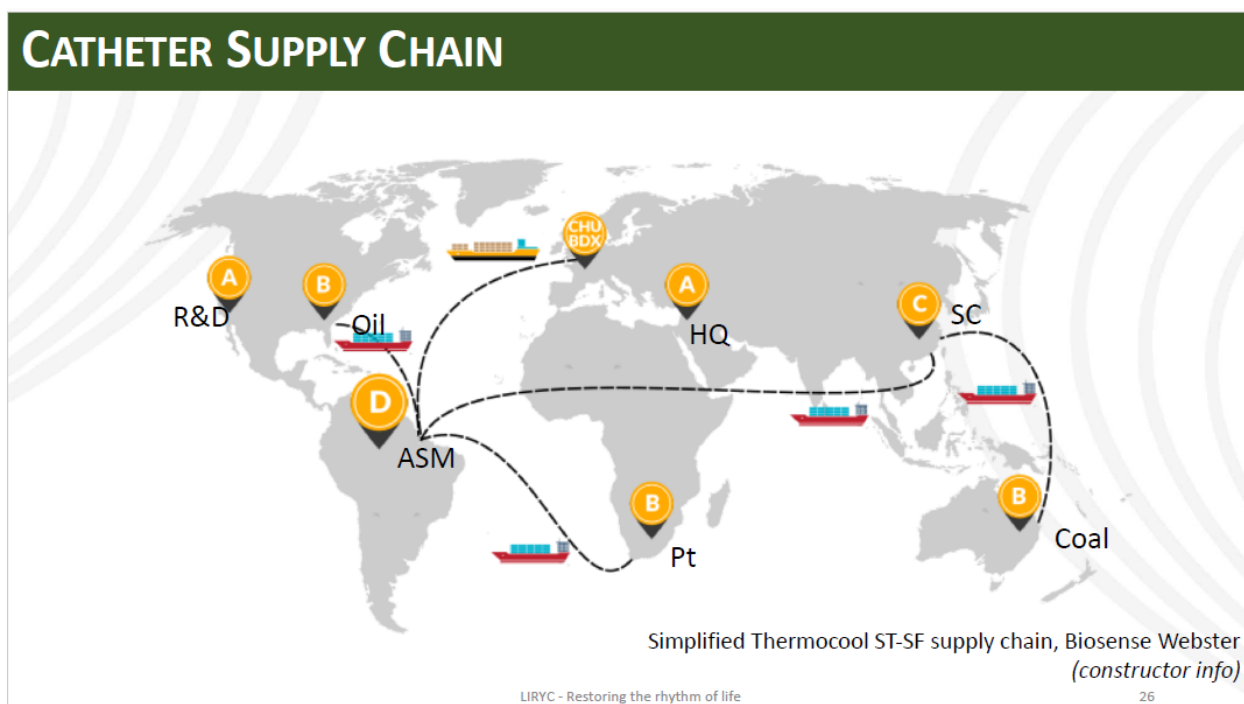 CATHETER SUPPLY CHAIN
CHU
BDX
A
R&D
B
Oil
A
HQ
C
SC
D
ASM
B
Pt
B
Coal
Simplified Thermocool ST-SF supply chain, Biosense Webster
(constructor info)
LIRYC - Restoring the rhythm of life
26